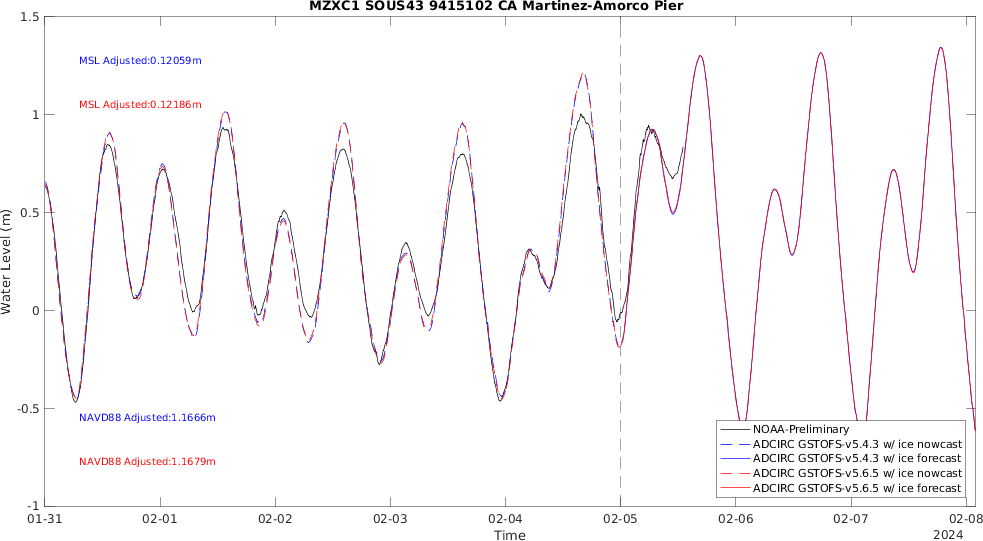 MZXC1 SOUS43 9415102 CA Martinez-Amorco Pier
1.5
MSL Adjusted:0.12059m
MSL Adjusted:0.12186m
1
0.5
Water Level (m)
0
-0.5
NAVD88 Adjusted:1.1666m
NAVD88 Adjusted:1.1679m
NOAA-Preliminary
ADCIRC GSTOFS-v5.4.3 w/ ice nowcast
ADCIRC GSTOFS-v5.4.3 w/ ice forecast
ADCIRC GSTOFS-v5.6.5 w/ ice nowcast
ADCIRC GSTOFS-v5.6.5 w/ ice forecast
-1
01-31 02-01 02-02 02-03 02-04 02-05 02-06 02-07 02-08
Time
2024